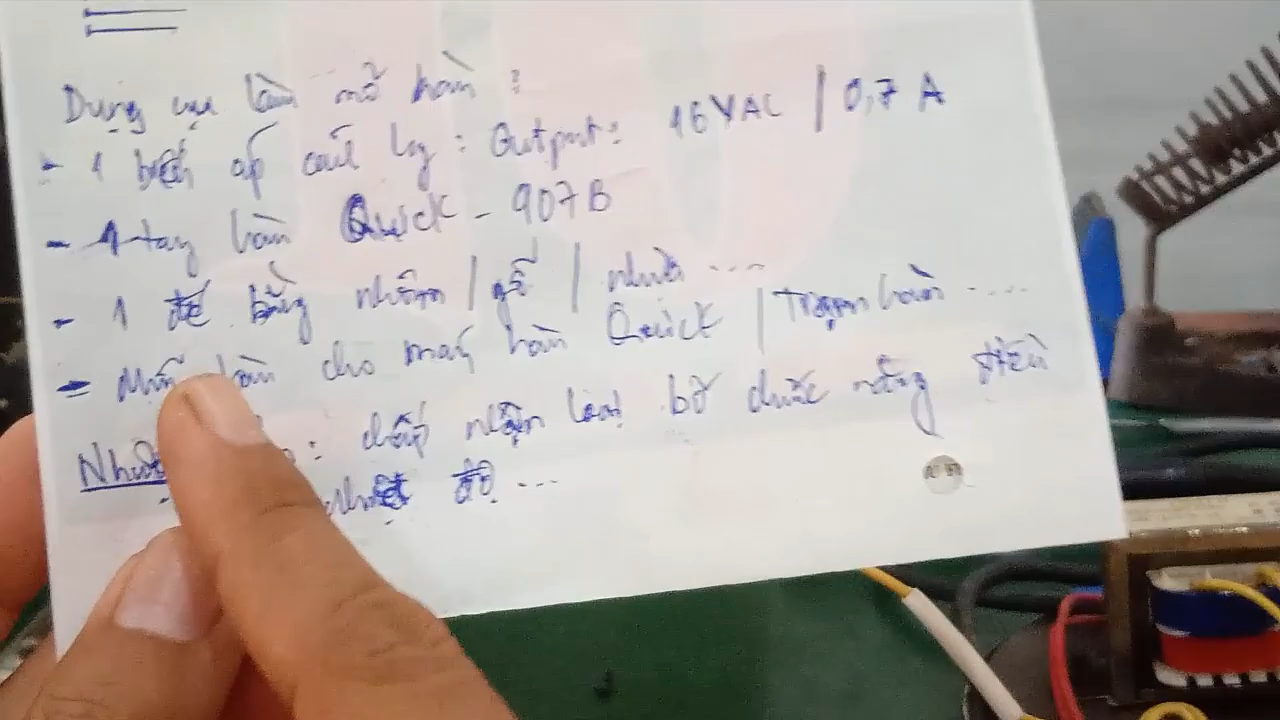 Dụng cụ làm mỏ hàn :
- 1 biến áp cách ly : Output: 16 VAC | 0,7 A
- 1 tay hàn Quick - 907B
- 1 đế bằng nhôm | gỗ | nhựa ....
- hàn cho máy hàn Quick | Trạm hàn ....
: chấp nhận loại bỏ chức năng điều
nhiệt độ ...